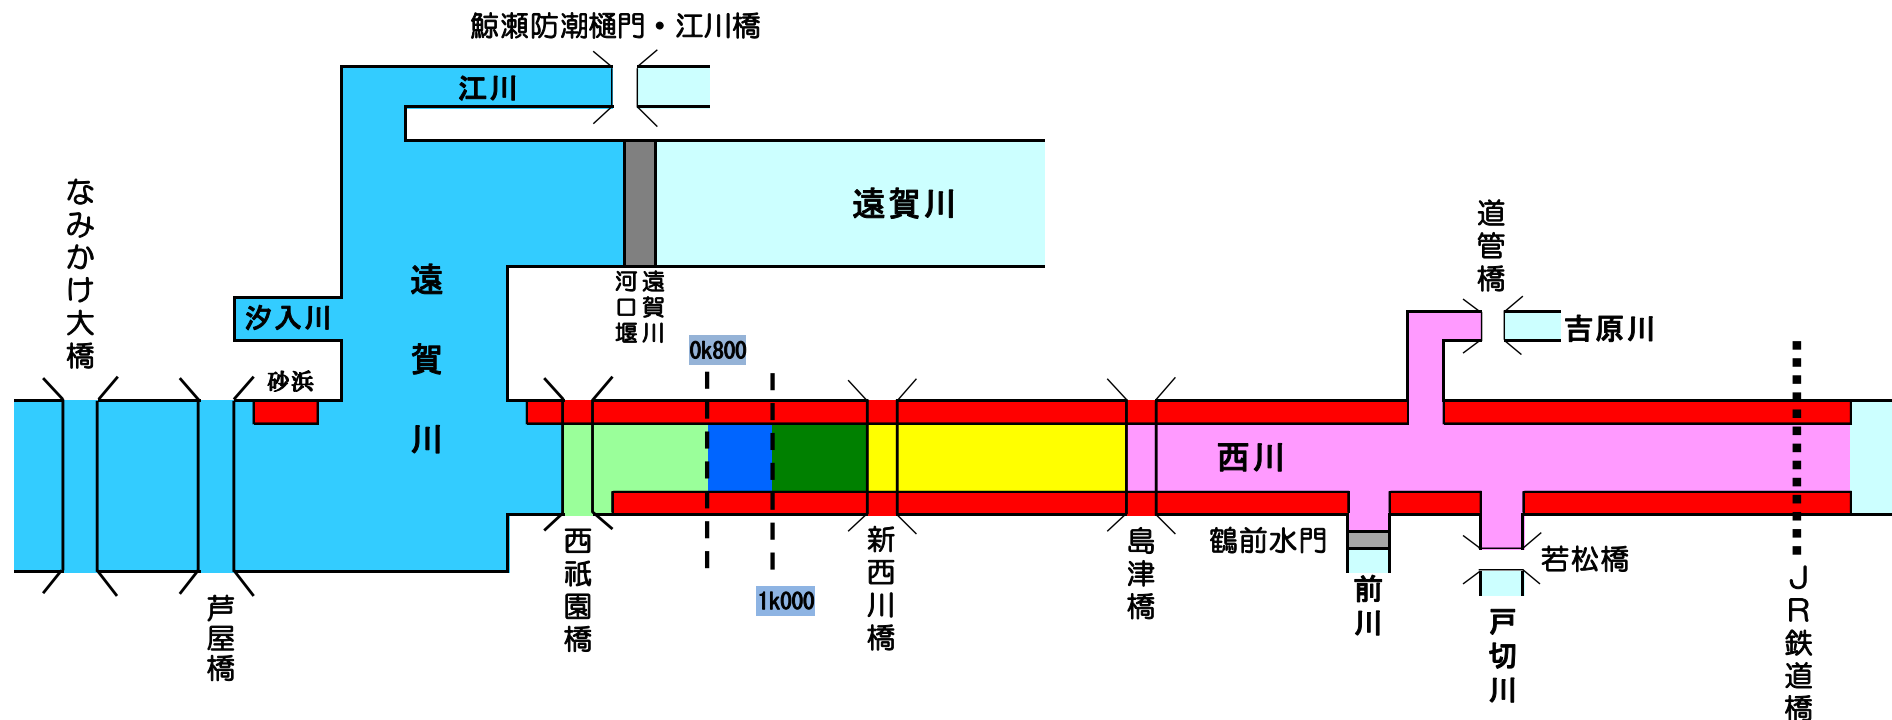 鯨瀬防潮樋門・江川橋
江川
なみかけ大橋
遠賀川
遠賀川
河口堰
道管橋
遠賀川
汐入川
吉原川
砂浜
0k800
西川
1k000
芦屋橋
西祇園橋
新西川橋
島津橋
鶴前水門
前川
若松橋
戸切川
JR鉄道橋